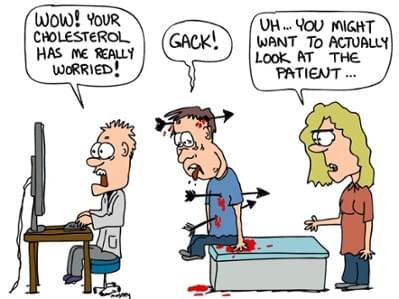 WOW! YOUR
CHOLESTEROL
HAS ME REALLY
WORRIED!
GACK!
UH... YOU MIGHT
WANT TO ACTUALLY
LOOK AT THE
PATIENT...